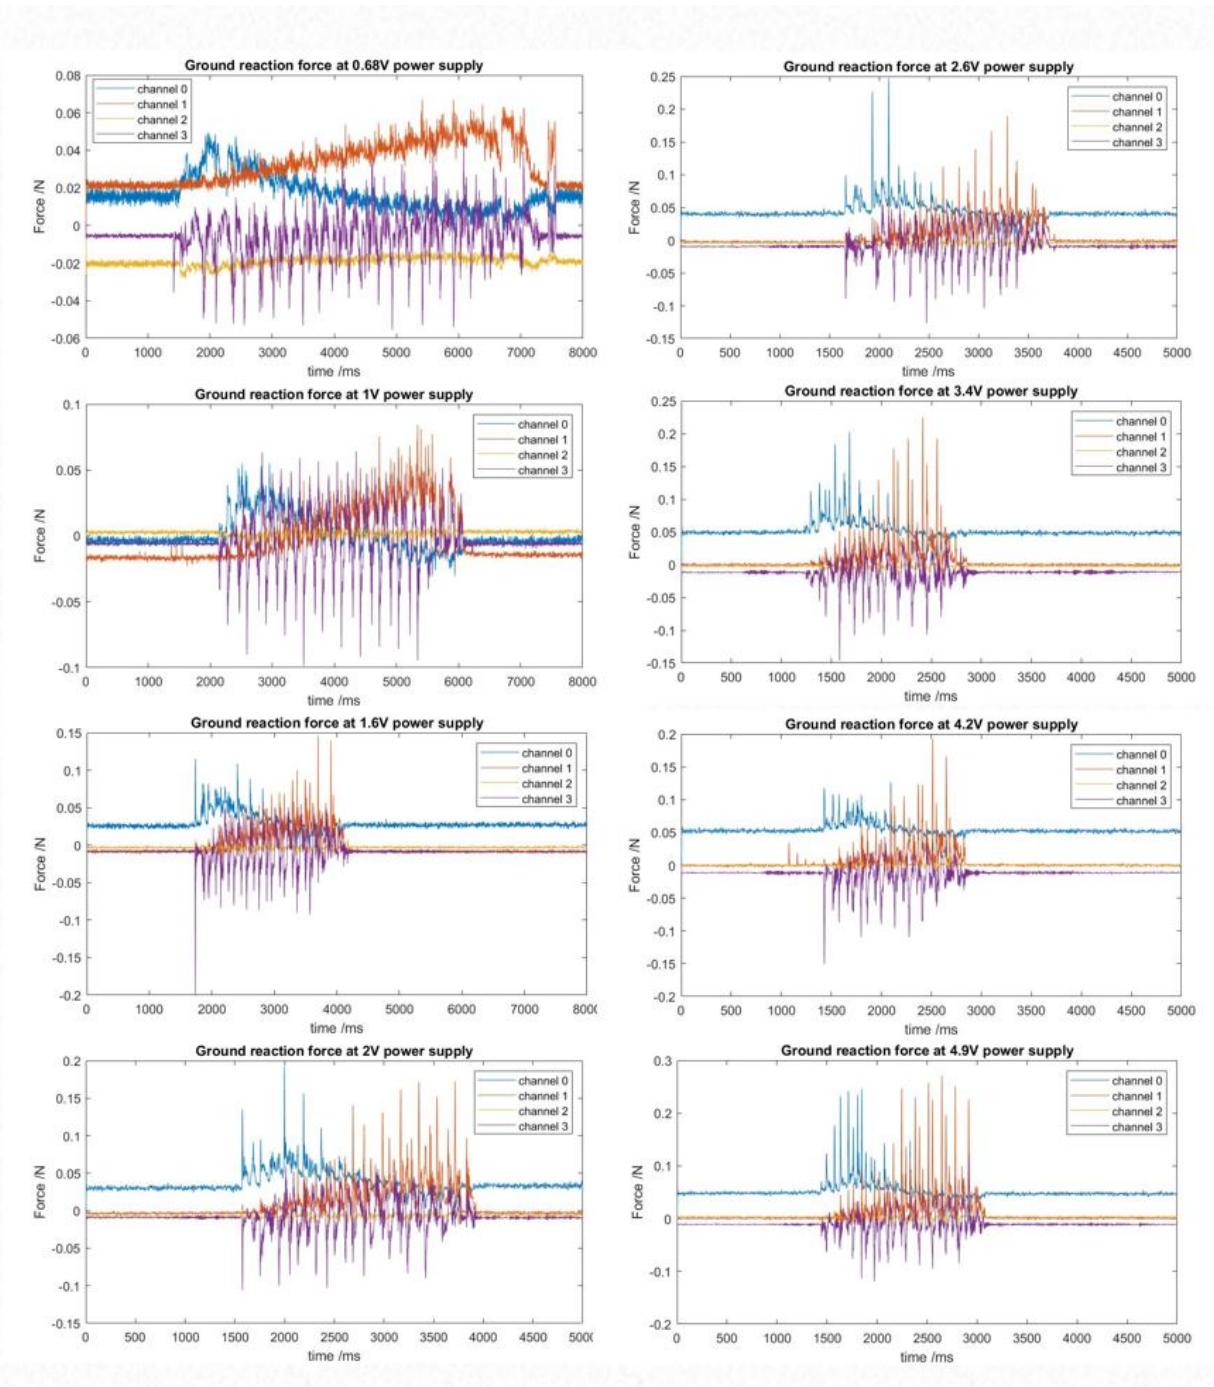 Ground reaction force at 0.68V power supply
0.08
0.06
0.04
0.02
0
-0.02
-0.04
-0.06
Force /N
channel 0
channel 1
channel 2
channel 3
0 1000 2000 3000 4000 5000 6000 7000 8000
time /ms
Ground reaction force at 2.6V power supply
0.25
0.2
0.15
0.1
0.05
0
-0.05
-0.1
-0.15
Force /N
channel 0
channel 1
channel 2
channel 3
0 500 1000 1500 2000 2500 3000 3500 4000 4500 5000
time /ms
Ground reaction force at 1V power supply
0.1
0.05
0
-0.05
-0.1
Force /N
channel 0
channel 1
channel 2
channel 3
0 1000 2000 3000 4000 5000 6000 7000 8000
time /ms
Ground reaction force at 3.4V power supply
0.25
0.2
0.15
0.1
0.05
0
-0.05
-0.1
-0.15
Force /N
channel 0
channel 1
channel 2
channel 3
0 500 1000 1500 2000 2500 3000 3500 4000 4500 5000
time /ms
Ground reaction force at 1.6V power supply
0.15
0.1
0.05
0
-0.05
-0.1
-0.15
-0.2
Force /N
channel 0
channel 1
channel 2
channel 3
0 1000 2000 3000 4000 5000 6000 7000 8000
time /ms
Ground reaction force at 4.2V power supply
0.2
0.15
0.1
0.05
0
-0.05
-0.1
-0.15
-0.2
Force /N
channel 0
channel 1
channel 2
channel 3
0 500 1000 1500 2000 2500 3000 3500 4000 4500 5000
time /ms
Ground reaction force at 2V power supply
0.2
0.15
0.1
0.05
0
-0.05
-0.1
-0.15
Force /N
channel 0
channel 1
channel 2
channel 3
0 500 1000 1500 2000 2500 3000 3500 4000 4500 5000
time /ms
Ground reaction force at 4.9V power supply
0.3
0.2
0.1
0
-0.1
-0.2
Force /N
channel 0
channel 1
channel 2
channel 3
0 500 1000 1500 2000 2500 3000 3500 4000 4500 5000
time /ms